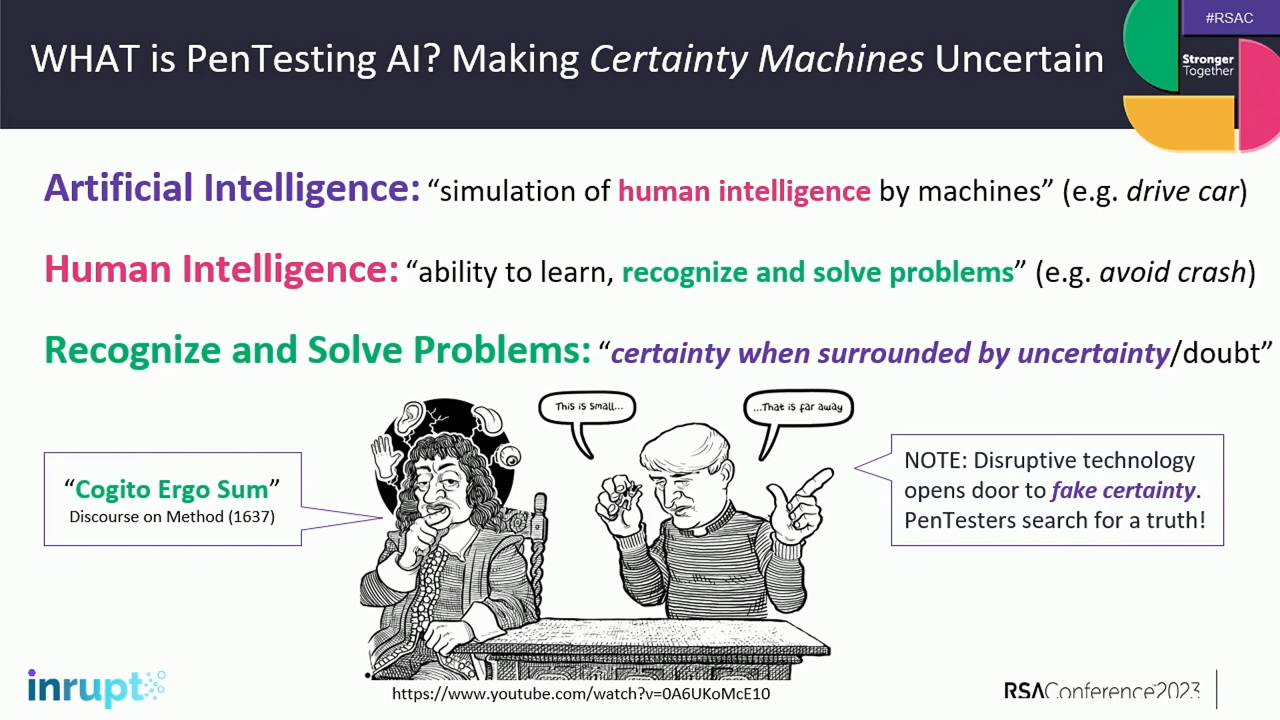 #RSAC
Stronger
Together
WHAT is PenTesting AI? Making Certainty Machines Uncertain
Artificial Intelligence: “simulation of human intelligence by machines” (e.g. drive car)
Human Intelligence: “ability to learn, recognize and solve problems” (e.g. avoid crash)
Recognize and Solve Problems: “certainty when surrounded by uncertainty/doubt”
This is small...
...That is far away
“Cogito Ergo Sum”
Discourse on Method (1637)
NOTE: Disruptive technology
opens door to fake certainty.
PenTesters search for a truth!
inrupt
https://www.youtube.com/watch?v=0A6UKoMcE10
RSAConference2023